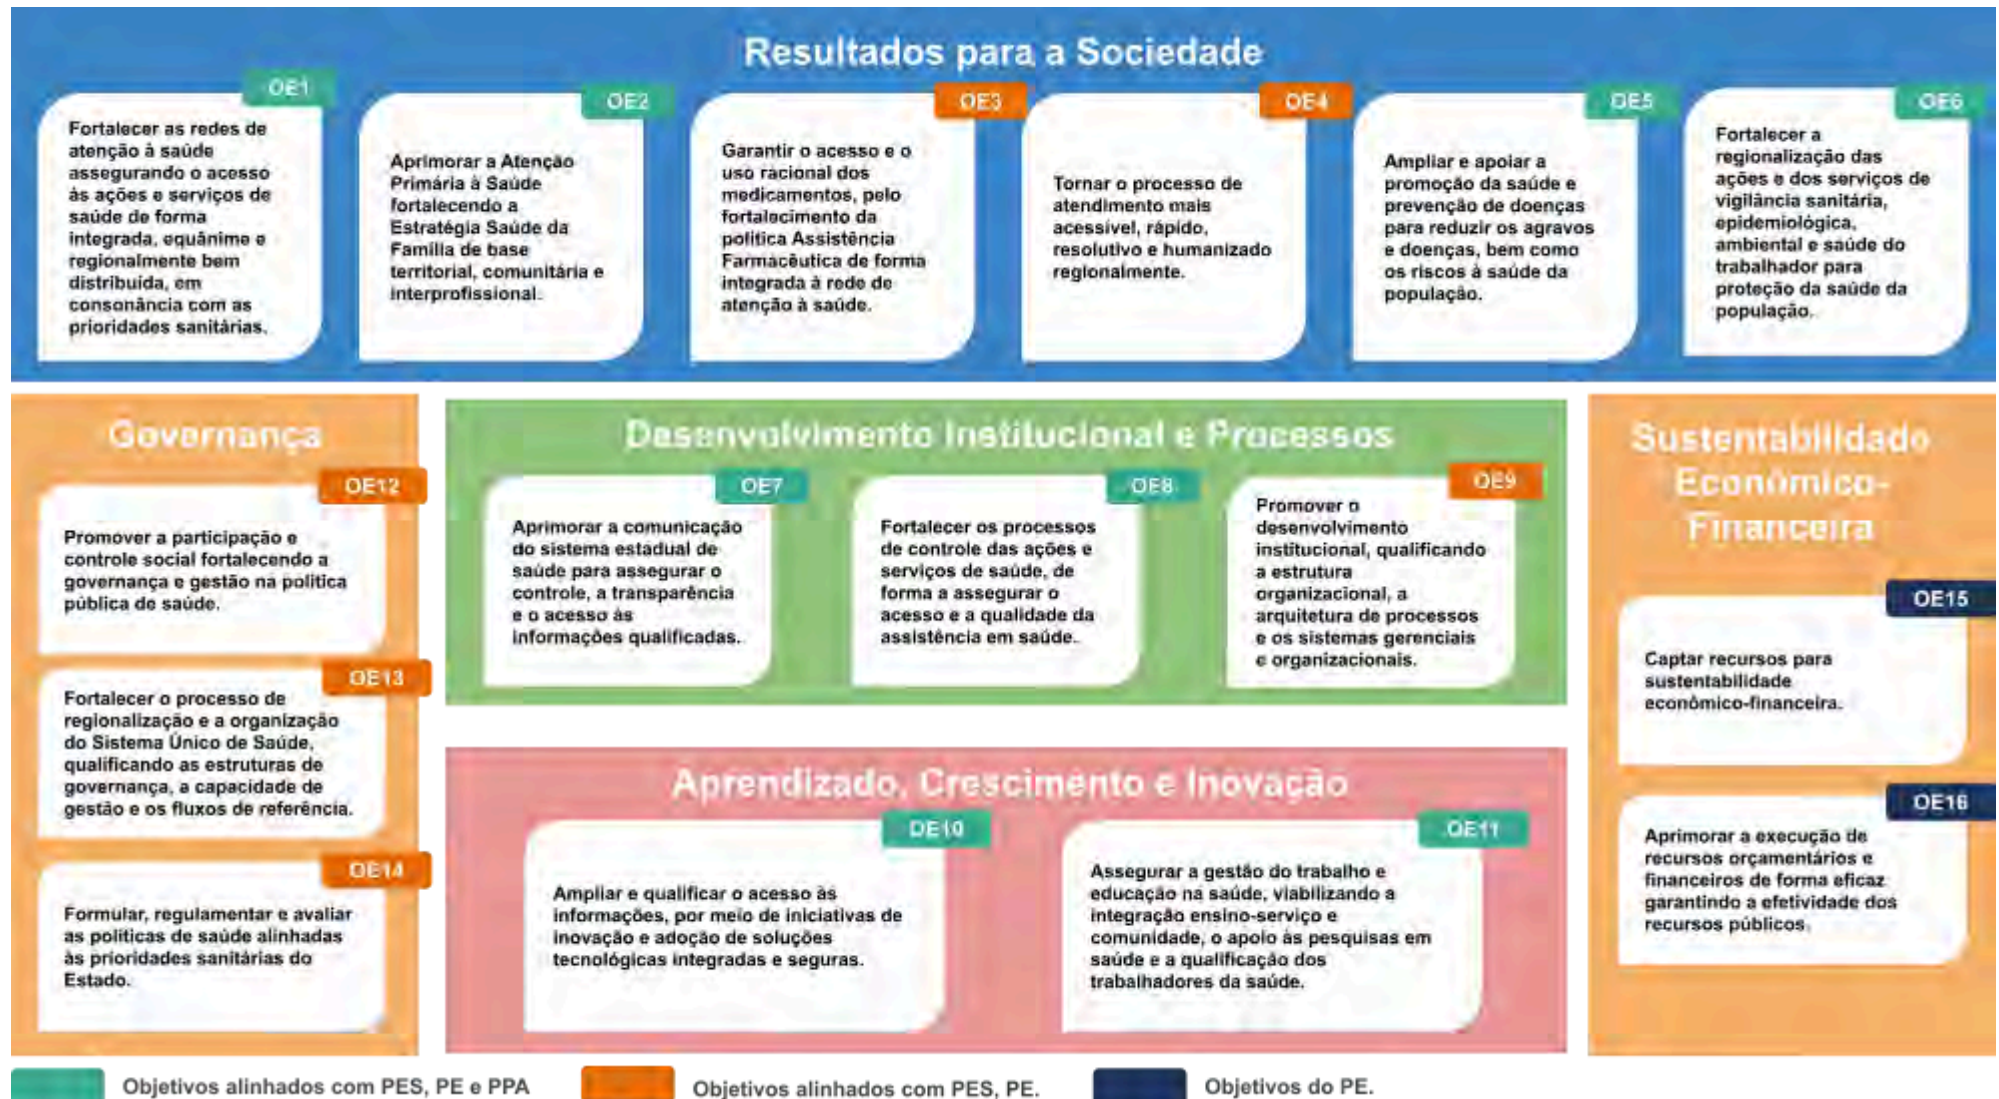 Resultados para a Sociedade
OE1
Fortalecer as redes de
atenção à saúde
assegurando o acesso
às ações e serviços de
saúde de forma
integrada, equânime e
regionalmente bem
distribuída, em
consonância com as
prioridades sanitárias.
OE2
Aprimorar a Atenção
Primária à Saúde
fortalecendo a
Estratégia Saúde da
Família de base
territorial, comunitária e
interprofissional.
OE3
Garantir o acesso e o
uso racional dos
medicamentos, pelo
fortalecimento da
política Assistência
Farmacêutica de forma
integrada à rede de
atenção à saúde.
OE4
Tornar o processo de
atendimento mais
acessível, rápido,
resolutivo e humanizado
regionalmente.
OE5
Ampliar e apoiar a
promoção da saúde e
prevenção de doenças
para reduzir os agravos
e doenças, bem como
os riscos à saúde da
população.
OE6
Fortalecer a
regionalização das
ações e dos serviços de
vigilância sanitária,
epidemiológica,
ambiental e saúde do
trabalhador para
proteção da saúde da
população.
Governança
OE12
Promover a participação e
controle social fortalecendo a
governança e gestão na política
pública de saúde.
OE13
Fortalecer o processo de
regionalização e a organização
do Sistema Único de Saúde,
qualificando as estruturas de
governança, a capacidade de
gestão e os fluxos de referência.
OE14
Formular, regulamentar e avaliar
as políticas de saúde alinhadas
às prioridades sanitárias do
Estado.
Desenvolvimento Institucional e Processos
OE7
Aprimorar a comunicação
do sistema estadual de
saúde para assegurar o
controle, a transparência
e o acesso às
informações qualificadas.
OE8
Fortalecer os processos
de controle das ações e
serviços de saúde, de
forma a assegurar o
acesso e a qualidade da
assistência em saúde.
OE9
Promover o
desenvolvimento
institucional, qualificando
a estrutura
organizacional, a
arquitetura de processos
e os sistemas gerenciais
e organizacionais.
Aprendizado, Crescimento e Inovação
OE10
Ampliar e qualificar o acesso às
informações, por meio de iniciativas de
inovação e adoção de soluções
tecnológicas integradas e seguras.
OE11
Assegurar a gestão do trabalho e
educação na saúde, viabilizando a
integração ensino-serviço e
comunidade, o apoio às pesquisas em
saúde e a qualificação dos
trabalhadores da saúde.
Sustentabilidade
Econômico-
Financeira
OE15
Captar recursos para
sustentabilidade
econômico-financeira.
OE16
Aprimorar a execução de
recursos orçamentários e
financeiros de forma eficaz
garantindo a efetividade dos
recursos públicos.
Objetivos alinhados com PES, PE e PPA
Objetivos alinhados com PES, PE.
Objetivos do PE.